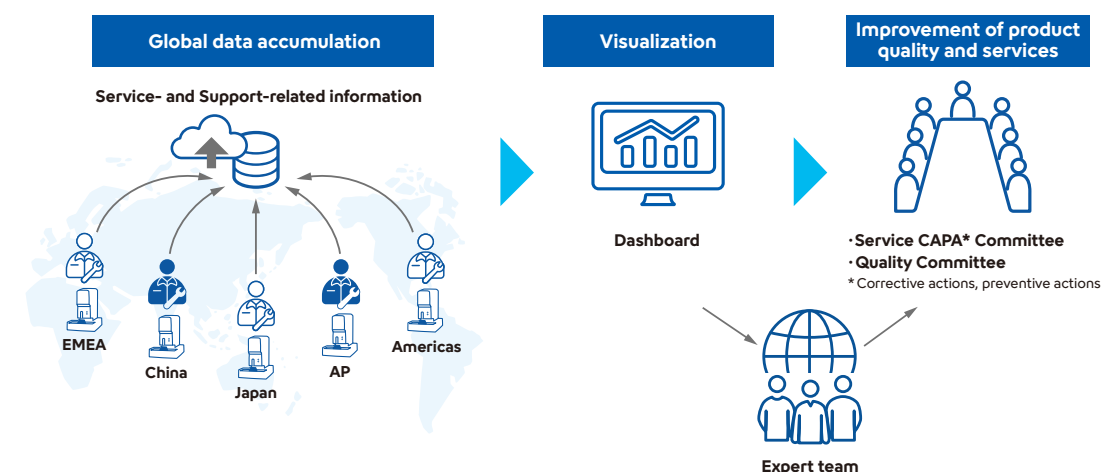 Global data accumulation
Visualization
Improvement of product
quality and services
Service- and Support-related information
EMEA
China
Japan
AP
Americas
Dashboard
·Service CAPA* Committee
·Quality Committee
* Corrective actions, preventive actions
Expert team